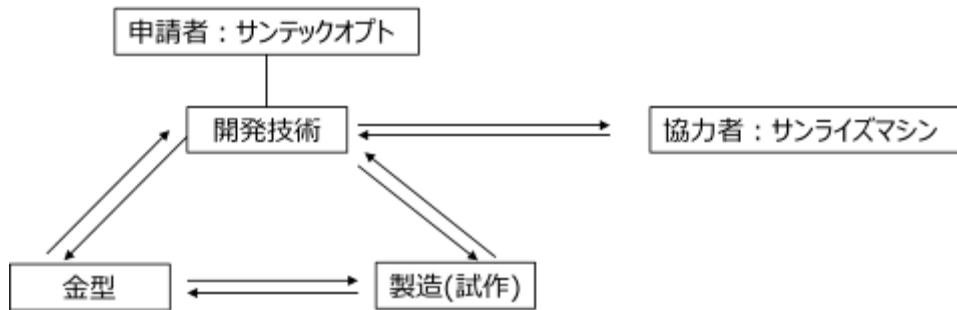 申請者：サンテックオプト
開発技術
協力者：サンライズマシン
金型
製造(試作)